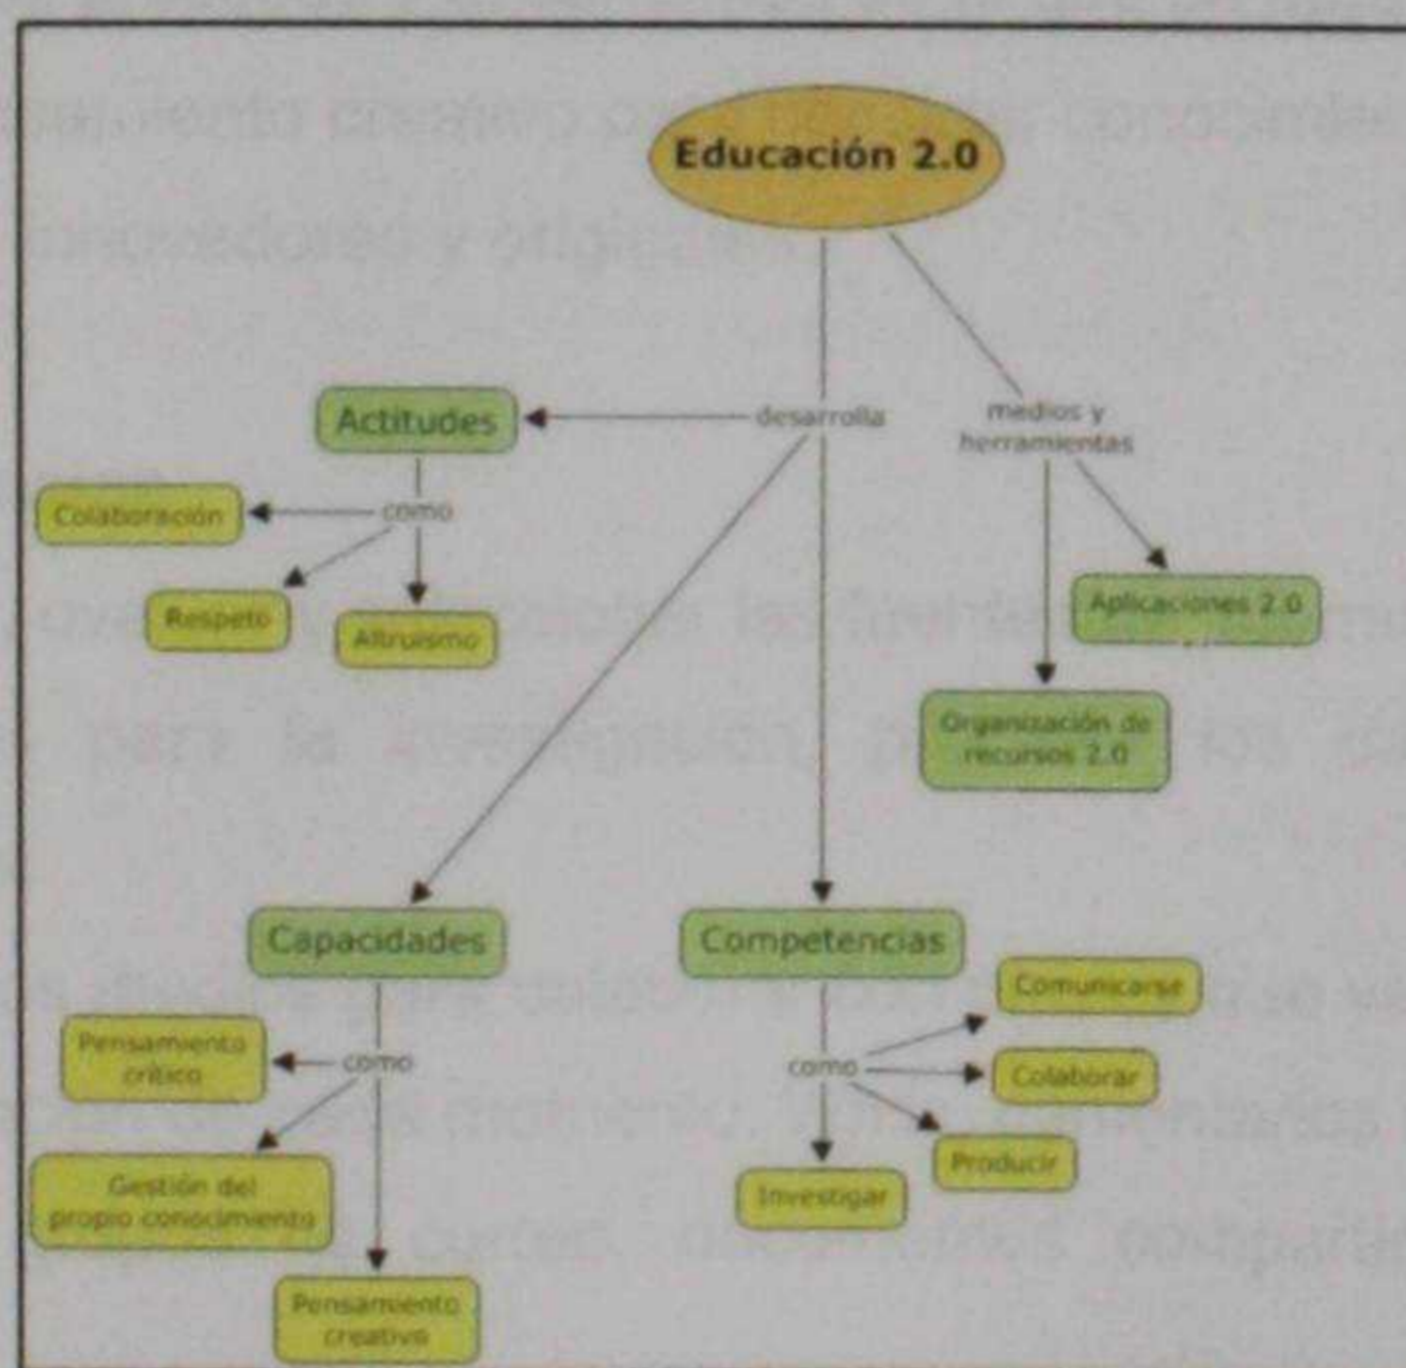 Educación 2.0
desarrolla
medios y
herramientas
Actitudes
como
Colaboración
Respeto
Altruismo
Aplicaciones 2.0
Organización de
recursos 2.0
Capacidades
como
Pensamiento
crítico
Gestión del
propio conocimiento
Pensamiento
creativo
Competencias
como
Comunicarse
Colaborar
Producir
Investigar